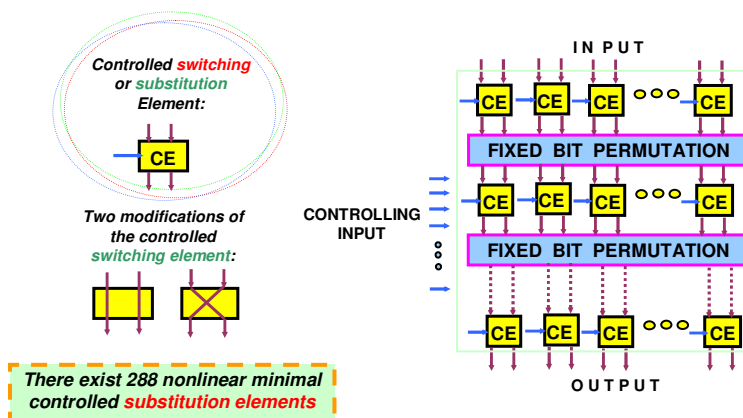 Controlled switching
or substitution
Element:
CE
Two modifications of
the controlled
switching element:
There exist 288 nonlinear minimal
controlled substitution elements
INPUT
CE CE CE CE
FIXED BIT PERMUTATION
CE CE CE CE
CONTROLLING
INPUT
FIXED BIT PERMUTATION
CE CE CE CE
OUTPUT